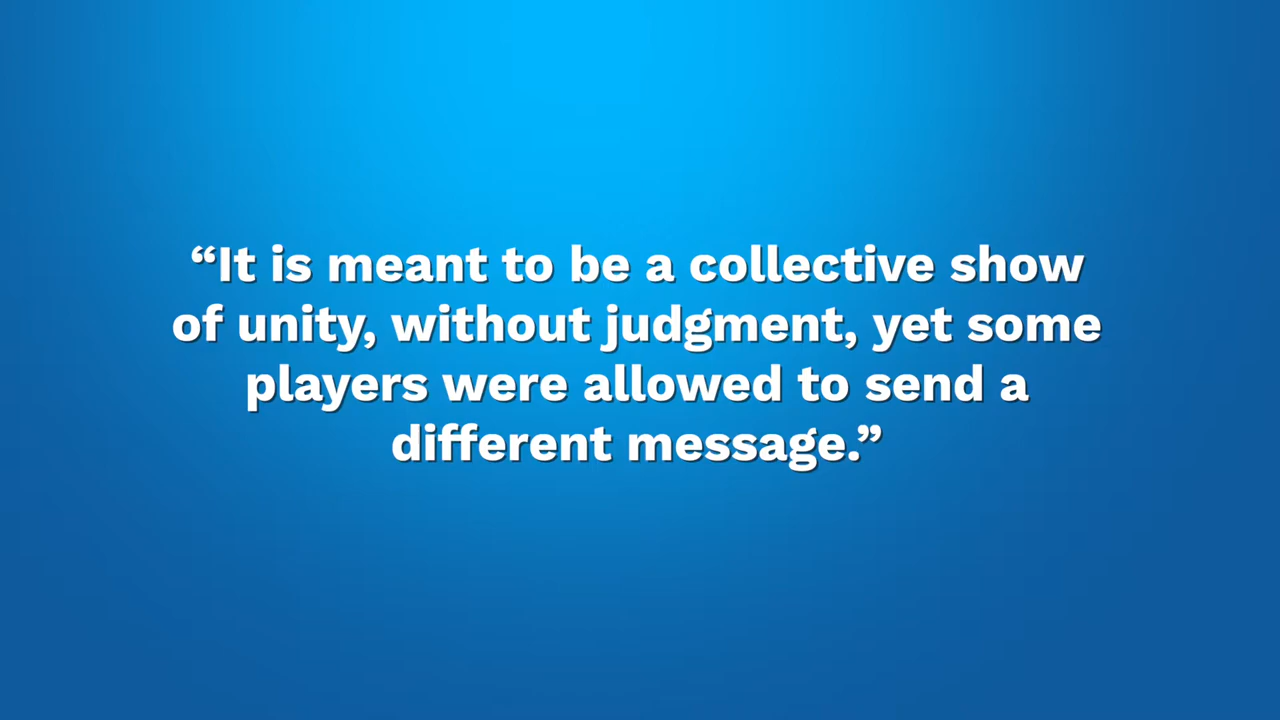 “It is meant to be a collective show
of unity, without judgment, yet some
players were allowed to send a
different message.”